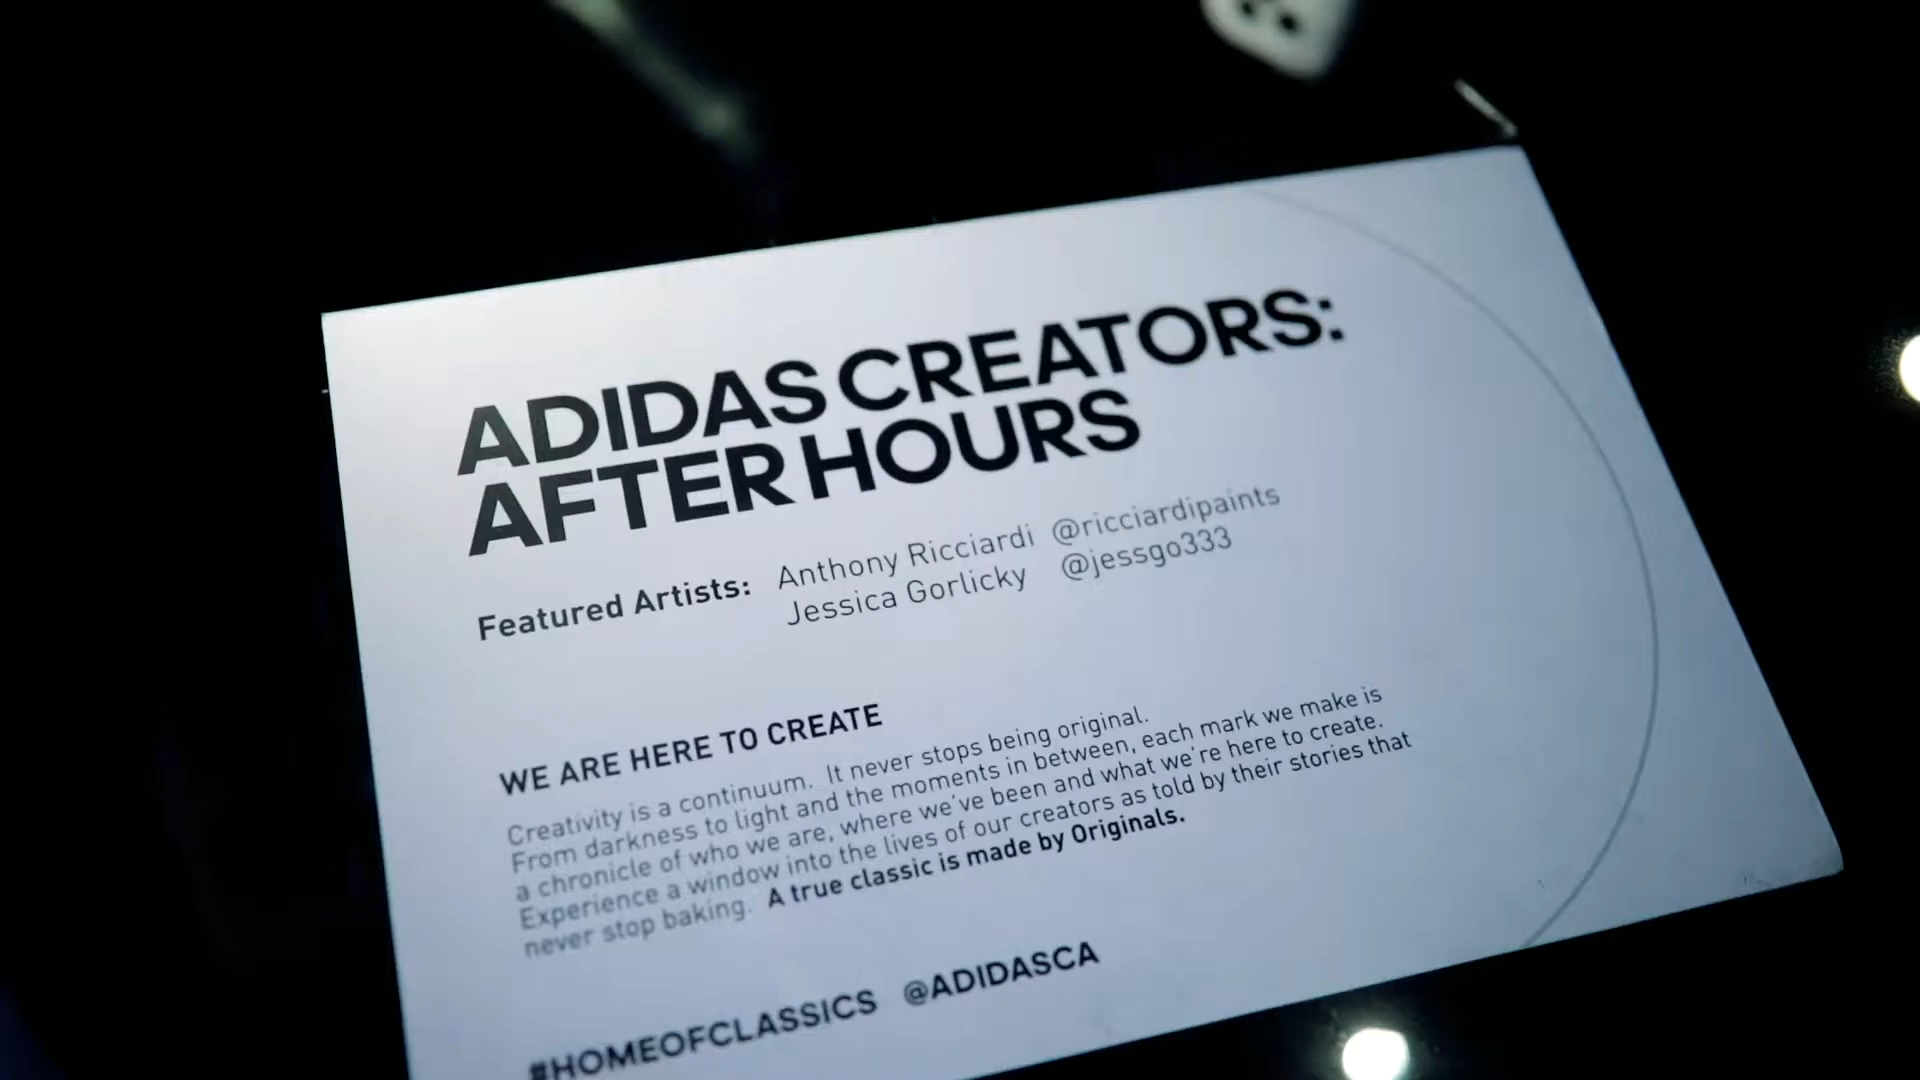 ADIDAS CREATORS:
AFTER HOURS
Featured Artists: Anthony Ricciardi @ricciardipaints
Jessica Gorlicky @jessgo333
WE ARE HERE TO CREATE
Creativity is a continuum. It never stops being original.
From darkness to light and the moments in between, each mark we make is
a chronicle of who we are, where we've been and what we're here to create.
Experience a window into the lives of our creators as told by their stories that
never stop baking. A true classic is made by Originals.
#HOMEOFCLASSICS @ADIDASCA